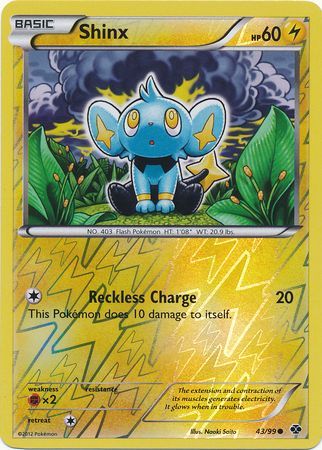 BASIC
Shinx
HP60
NO. 403 Flash Pokémon HT: 1'08" WT: 20.9 lbs.
Reckless Charge 20
This Pokémon does 10 damage to itself.
weakness resistance
×2
The extension and contraction of
its muscles generates electricity.
It glows when in trouble.
retreat
©2012 Pokémon
Illus. Naoki Saito 43/99